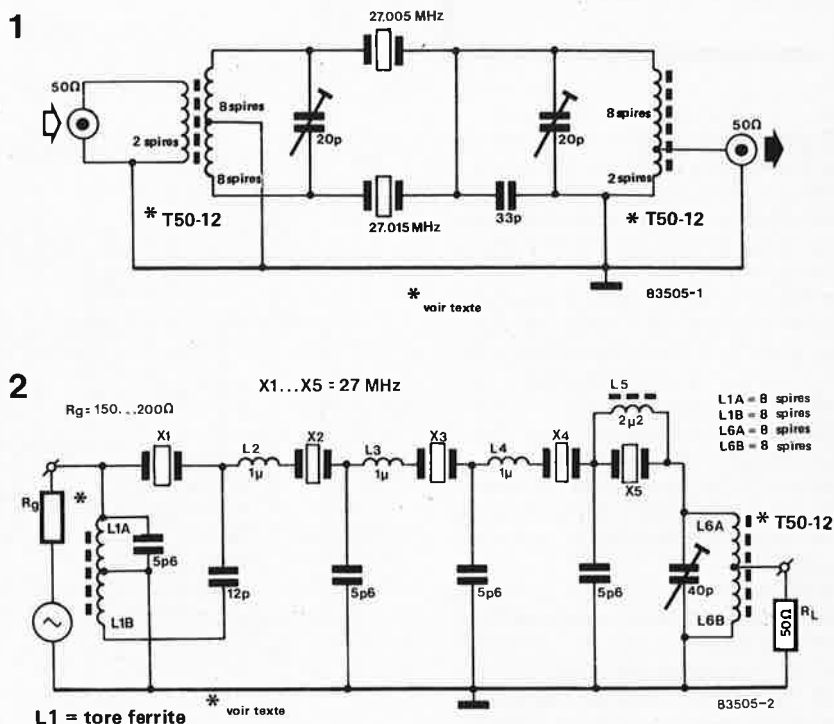 1
27.005 MHz
50Ω
8 spires
2 spires
8 spires
20p
20p
8 spires
2 spires
50Ω
* T50-12
27.015 MHz
33p
* T50-12
* voir texte
83505-1
2
X1...X5 = 27 MHz
Rg = 150...200Ω
L5
2µ2
L1A = 8 spires
L1B = 8 spires
L6A = 8 spires
L6B = 8 spires
X1
L2
1µ
X2
L3
1µ
X3
L4
1µ
X4
X5
Rg
*
L1A
5p6
L1B
12p
5p6
5p6
5p6
40p
L6A
L6B
* T50-12
50Ω
RL
* voir texte
83505-2
L1 = tore ferrite